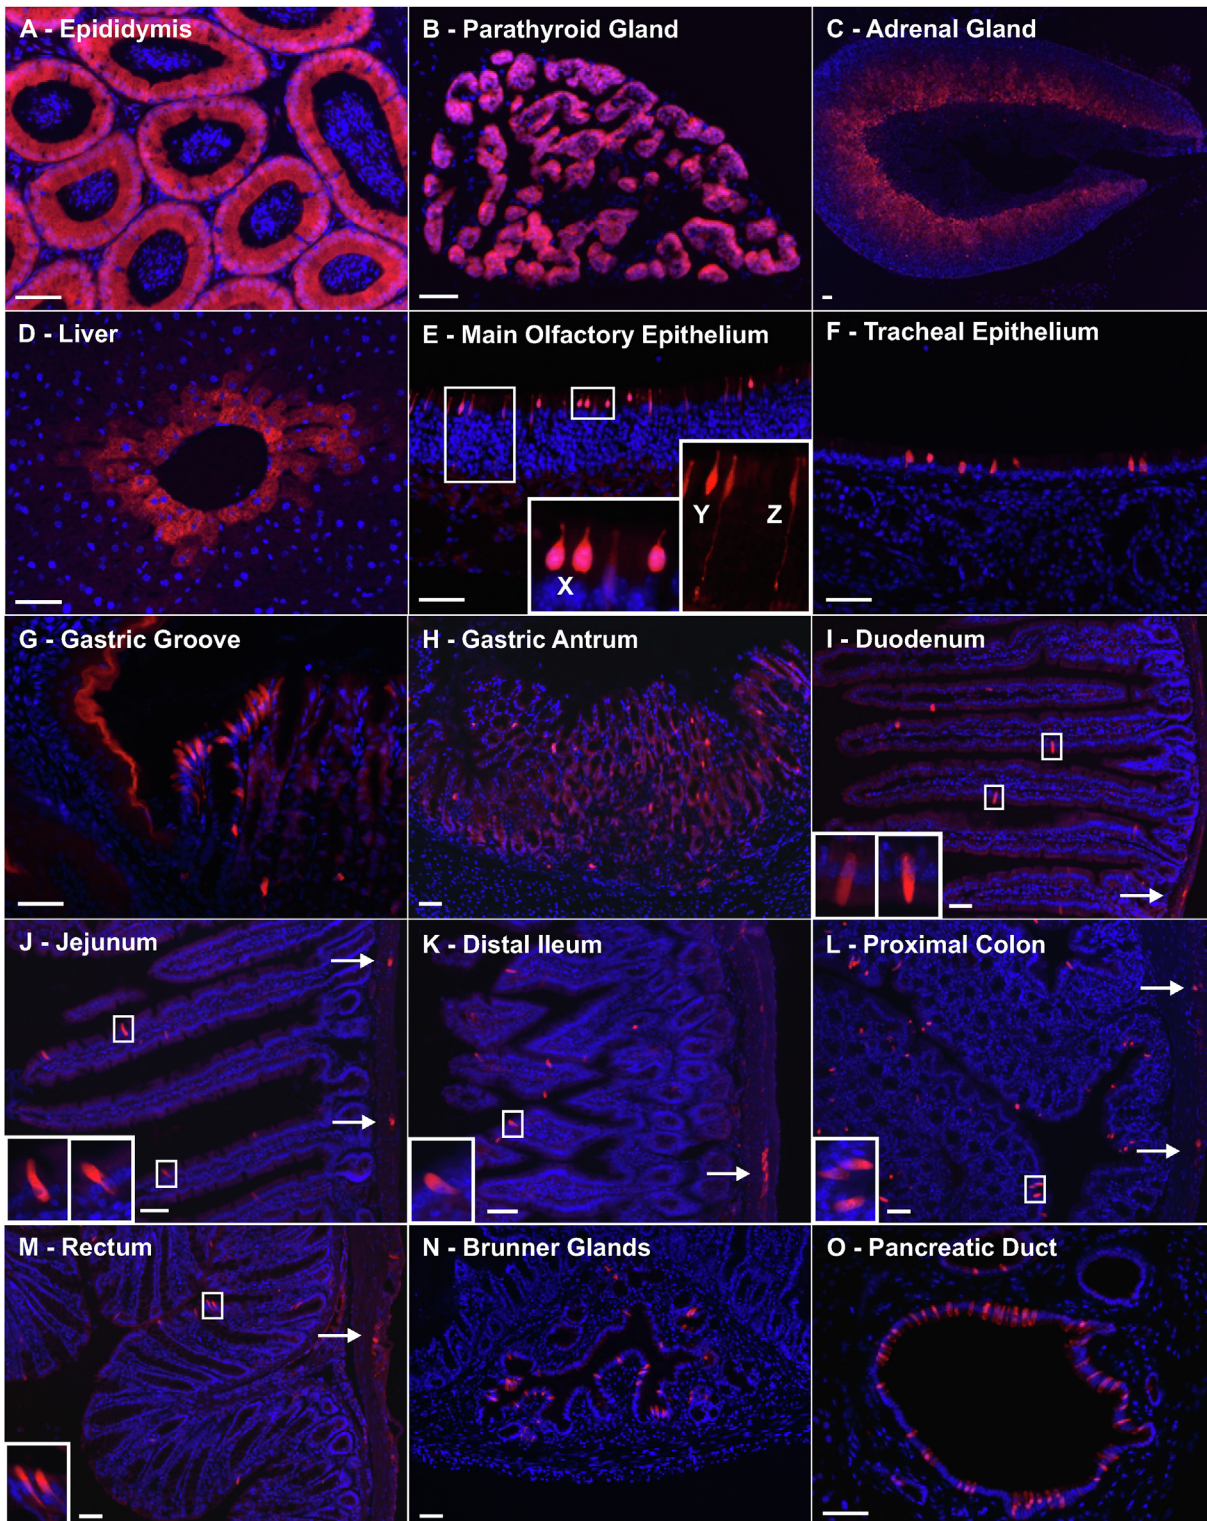 A - Epididymis
B - Parathyroid Gland
C - Adrenal Gland
D - Liver
E - Main Olfactory Epithelium
X
Y
Z
F - Tracheal Epithelium
G - Gastric Groove
H - Gastric Antrum
I - Duodenum
J - Jejunum
K - Distal Ileum
L - Proximal Colon
M - Rectum
N - Brunner Glands
O - Pancreatic Duct